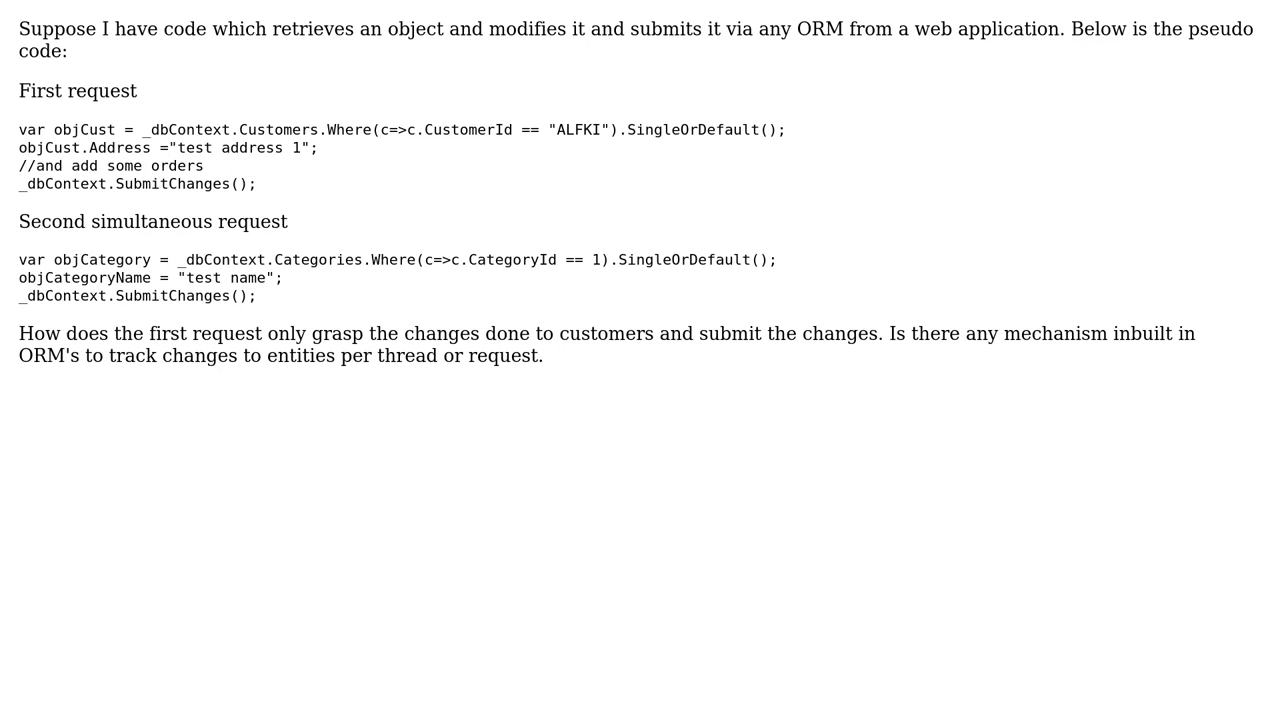 Suppose I have code which retrieves an object and modifies it and submits it via any ORM from a web application. Below is the pseudo
code:
First request
var objCust = _dbContext.Customers.Where(c=>c.CustomerId == "ALFKI").SingleOrDefault();
objCust.Address ="test address 1";
//and add some orders
_dbContext.SubmitChanges();
Second simultaneous request
var objCategory = _dbContext.Categories.Where(c=>c.CategoryId == 1).SingleOrDefault();
objCategoryName = "test name";
_dbContext.SubmitChanges();
How does the first request only grasp the changes done to customers and submit the changes. Is there any mechanism inbuilt in
ORM's to track changes to entities per thread or request.